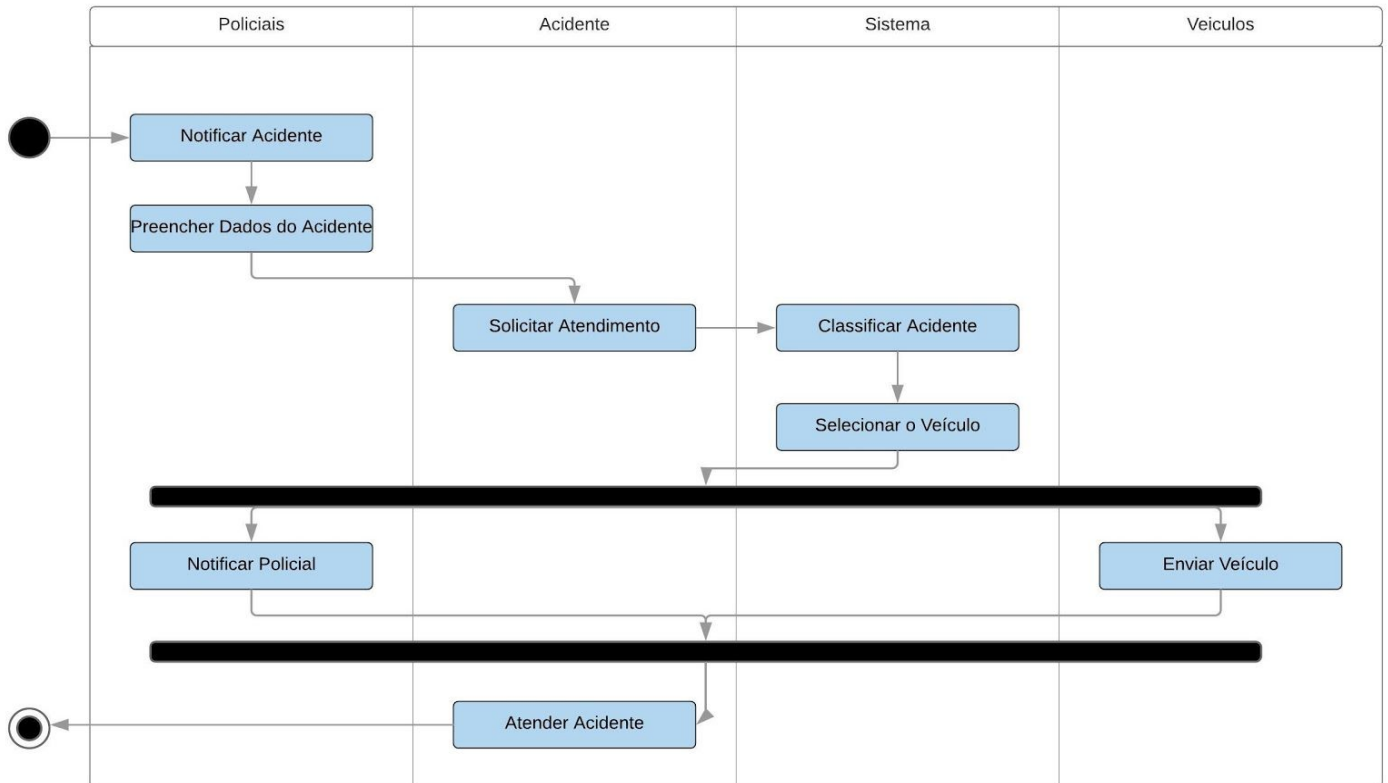 Policiais
Acidente
Sistema
Veiculos
Notificar Acidente
Preencher Dados do Acidente
Solicitar Atendimento
Classificar Acidente
Selecionar o Veículo
Notificar Policial
Enviar Veículo
Atender Acidente